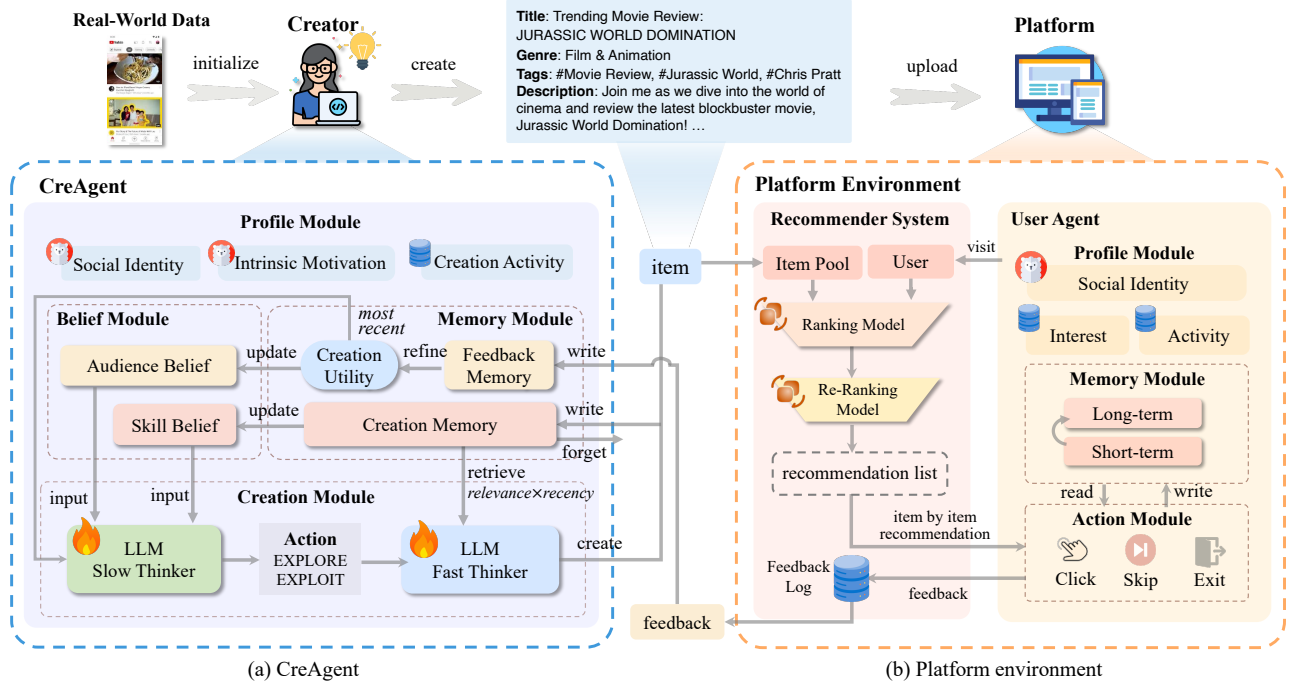 Real-World Data
Creator
Platform
initialize
create
upload
Title: Trending Movie Review:
JURASSIC WORLD DOMINATION
Genre: Film & Animation
Tags: #Movie Review, #Jurassic World, #Chris Pratt
Description: Join me as we dive into the world of
cinema and review the latest blockbuster movie,
Jurassic World Domination! …
CreAgent
Profile Module
Social Identity
Intrinsic Motivation
Creation Activity
Belief Module
most
recent
Memory Module
Audience Belief
update
Creation
Utility
refine
Feedback
Memory
write
Skill Belief
update
Creation Memory
write
forget
retrieve
relevance×recency
input
input
Creation Module
LLM
Slow Thinker
Action
EXPLORE
EXPLOIT
LLM
Fast Thinker
create
item
feedback
Platform Environment
Recommender System
Item Pool
User
visit
Ranking Model
Re-Ranking
Model
recommendation list
item by item
recommendation
Feedback
Log
feedback
User Agent
Profile Module
Social Identity
Interest
Activity
Memory Module
Long-term
Short-term
read
write
Action Module
Click
Skip
Exit
(a) CreAgent
(b) Platform environment